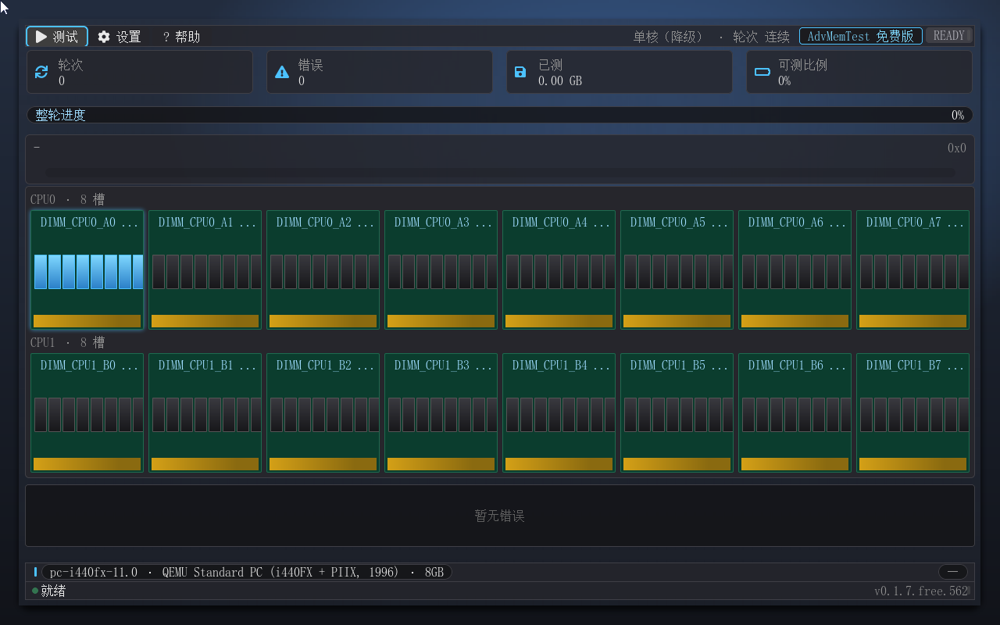 测试 设置 ? 帮助 单核（降级） · 轮次 连续 AdvMemTest 免费版 READY
轮次 错误 已测 可测比例
0 0 0.00 GB 0%
整轮进度 0%
— 0x0
CPU0 · 8 槽
DIMM_CPU0_A0 ... DIMM_CPU0_A1 ... DIMM_CPU0_A2 ... DIMM_CPU0_A3 ... DIMM_CPU0_A4 ... DIMM_CPU0_A5 ... DIMM_CPU0_A6 ... DIMM_CPU0_A7 ...
CPU1 · 8 槽
DIMM_CPU1_B0 ... DIMM_CPU1_B1 ... DIMM_CPU1_B2 ... DIMM_CPU1_B3 ... DIMM_CPU1_B4 ... DIMM_CPU1_B5 ... DIMM_CPU1_B6 ... DIMM_CPU1_B7 ...
暂无错误
pc-i440fx-11.0 · QEMU Standard PC (i440FX + PIIX, 1996) · 8GB —
就绪 v0.1.7.free.562